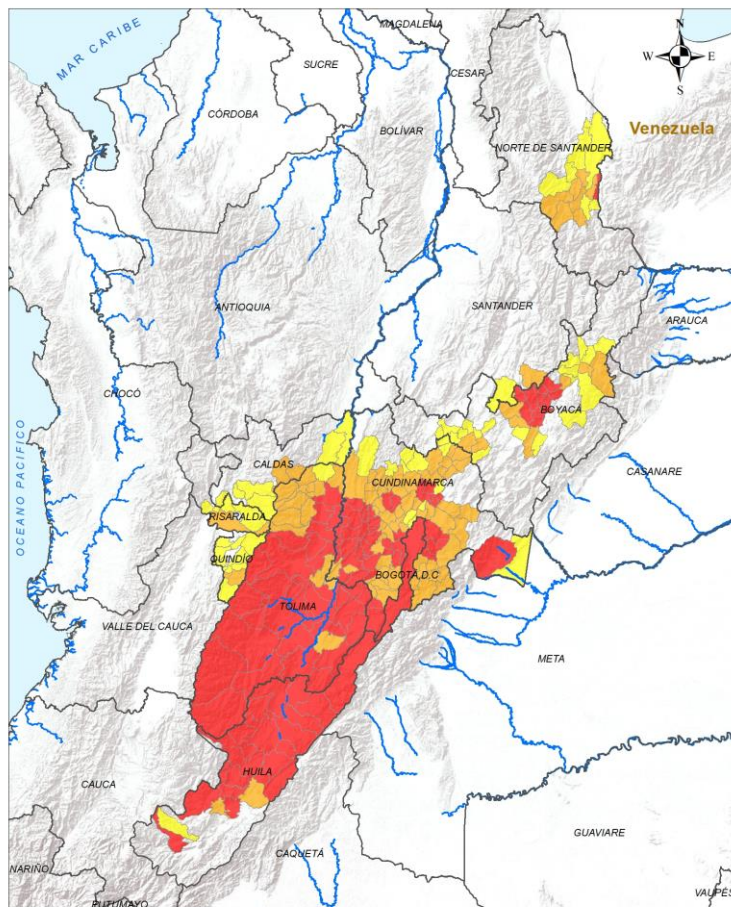 MAGDALENA
MAR CARIBE
SUCRE
CESAR
N
W E
S
CÓRDOBA
BOLÍVAR
Venezuela
NORTE DE SANTANDER
ANTIOQUIA
SANTANDER
ARAUCA
CHOCÓ
BOYACÁ
CALDAS
CUNDINAMARCA
CASANARE
RISARALDA
OCEANO PACIFICO
QUINDÍO
BOGOTÁ, D.C
TOLIMA
VALLE DEL CAUCA
META
HUILA
CAUCA
GUAVIARE
CAQUETÁ
NARIÑO
PUTUMAYO
VAUPÉS